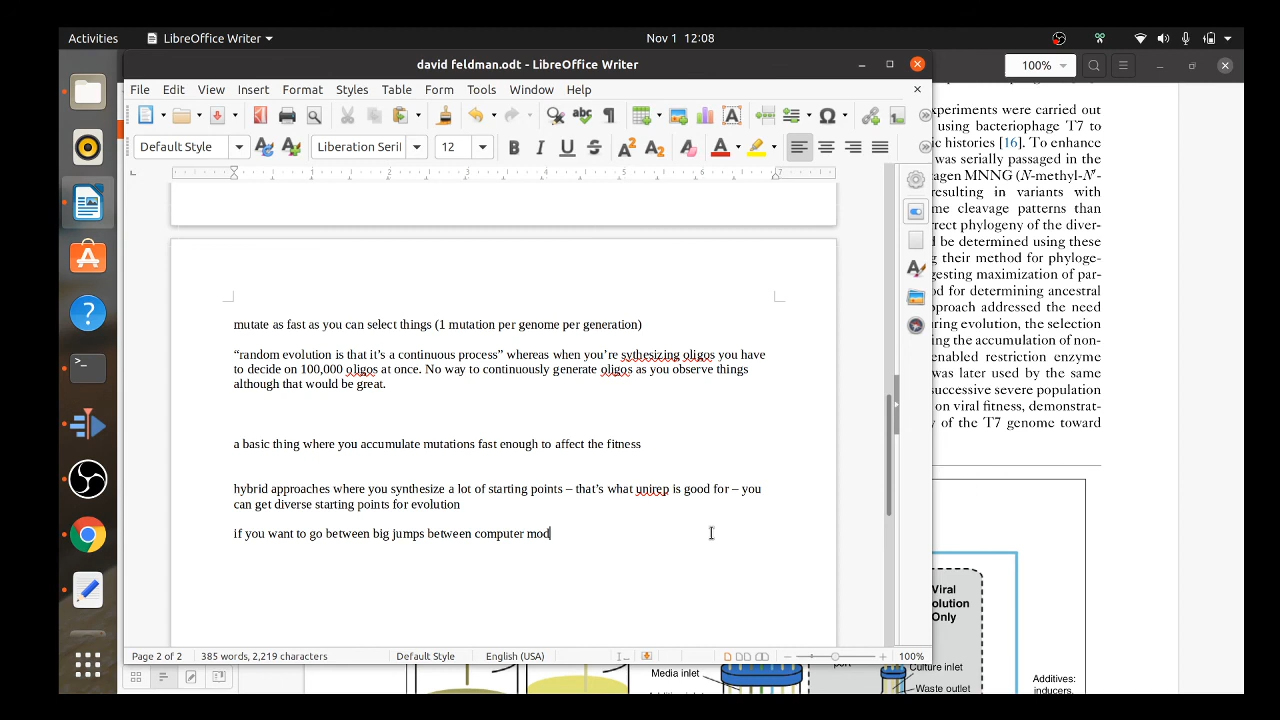 Activities
LibreOffice Writer
Nov 1 12:08
david feldman.odt - LibreOffice Writer
100%
File Edit View Insert Format Styles Table Form Tools Window Help
Default Style
Liberation Seri
12
mutate as fast as you can select things (1 mutation per genome per generation)
“random evolution is that it’s a continuous process” whereas when you’re sythesizing oligos you have
to decide on 100,000 oligos at once. No way to continuously generate oligos as you observe things
although that would be great.
a basic thing where you accumulate mutations fast enough to affect the fitness
hybrid approaches where you synthesize a lot of starting points – that’s what unirep is good for – you
can get diverse starting points for evolution
if you want to go between big jumps between computer mod
Page 2 of 2
385 words, 2,219 characters
Default Style
English (USA)
100%
experiments were carried out
using bacteriophage T7 to
ic histories [16]. To enhance
was serially passaged in the
agen MNNG (N-methyl-N′-
resulting in variants with
me cleavage patterns than
rrect phylogeny of the diver-
d be determined using these
g their method for phyloge-
gesting maximization of par-
od for determining ancestral
pproach addressed the need
uring evolution, the selection
ng the accumulation of non-
enabled restriction enzyme
was later used by the same
successive severe population
on viral fitness, demonstrat-
y of the T7 genome toward
Viral
olution
Only
port
Culture inlet
Media inlet
Waste outlet
Additives:
inducers,